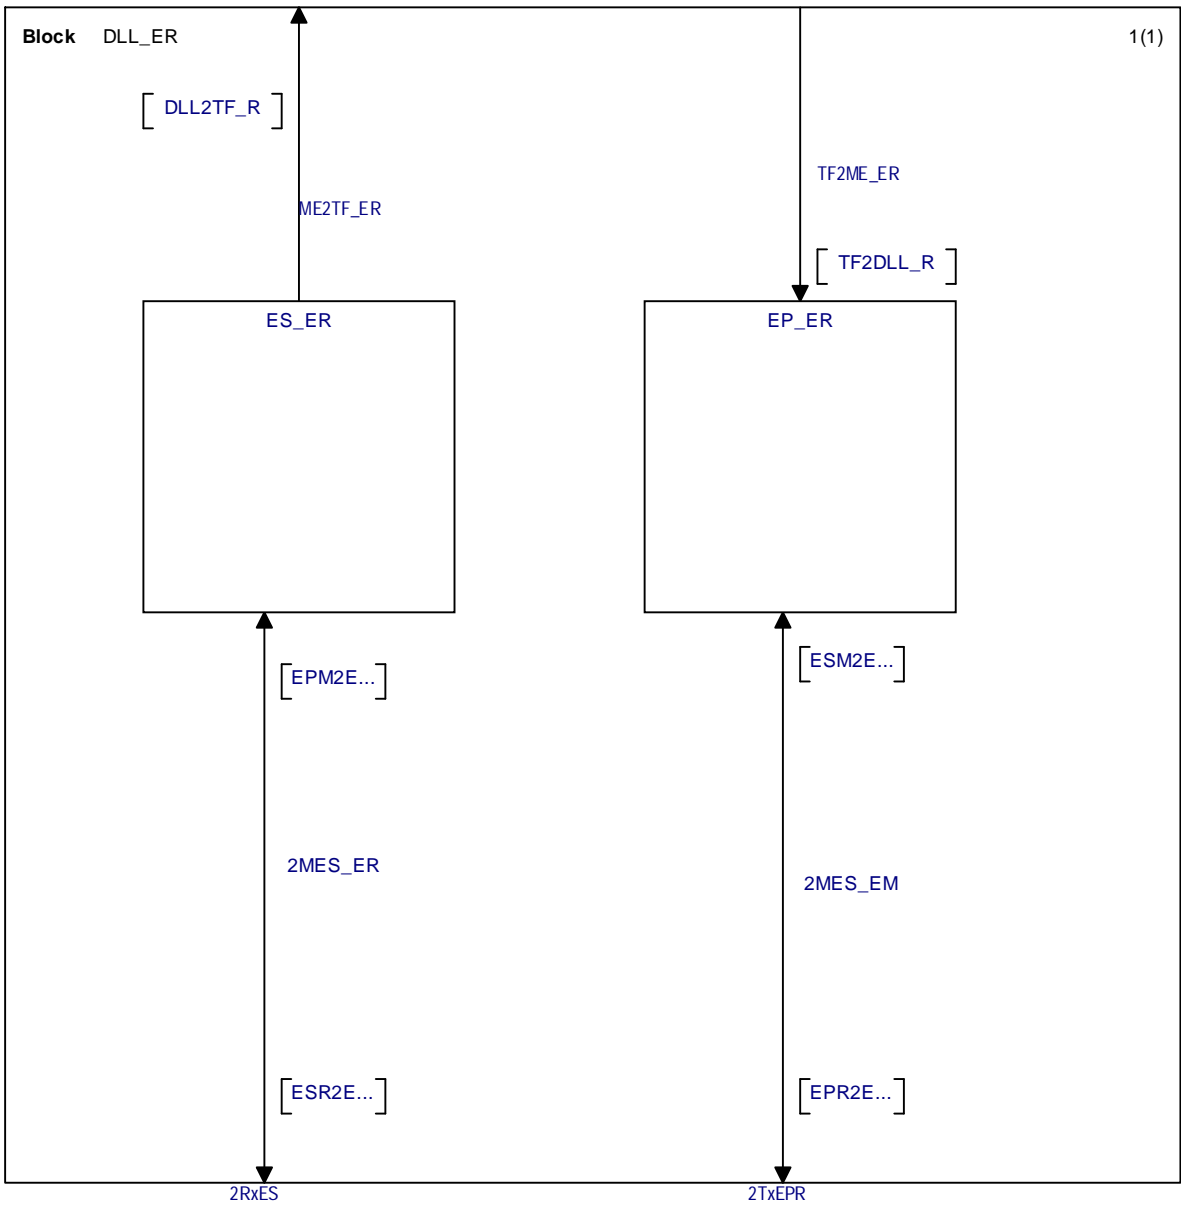 Block DLL_ER 1(1)
[ DLL2TF_R ]
TF2ME_ER
ME2TF_ER
[ TF2DLL_R ]
ES_ER
EP_ER
[ESM2E...]
[EPM2E...]
2MES_ER
2MES_EM
[ESR2E...]
[EPR2E...]
2RxES
2TxEPR